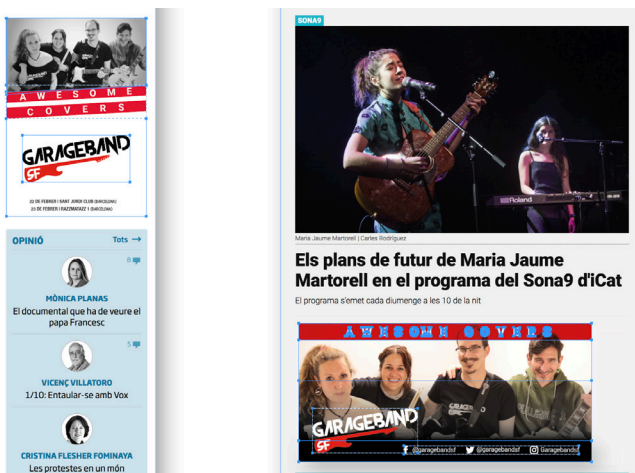 AWESOME
COVERS
GARAGEBAND
SF
22 DE FEBRER | SANT JORDI CLUB (BARCELONA)
23 DE FEBRER | RAZZMATAZZ 1 (BARCELONA)
OPINIÓ Tots →
8
MÒNICA PLANAS
El documental que ha de veure el
papa Francesc
5
VICENÇ VILLATORO
1/10: Entaular-se amb Vox
CRISTINA FLESHER FOMINAYA
Les protestes en un món
SONA9
Roland
Maria Jaume Martorell | Carles Rodríguez
Els plans de futur de Maria Jaume
Martorell en el programa del Sona9 d'iCat
El programa s'emet cada diumenge a les 10 de la nit
AWESOME COVERS
GARAGEBAND
SF
@garagebandsf @garagebandsf Garagebandsf